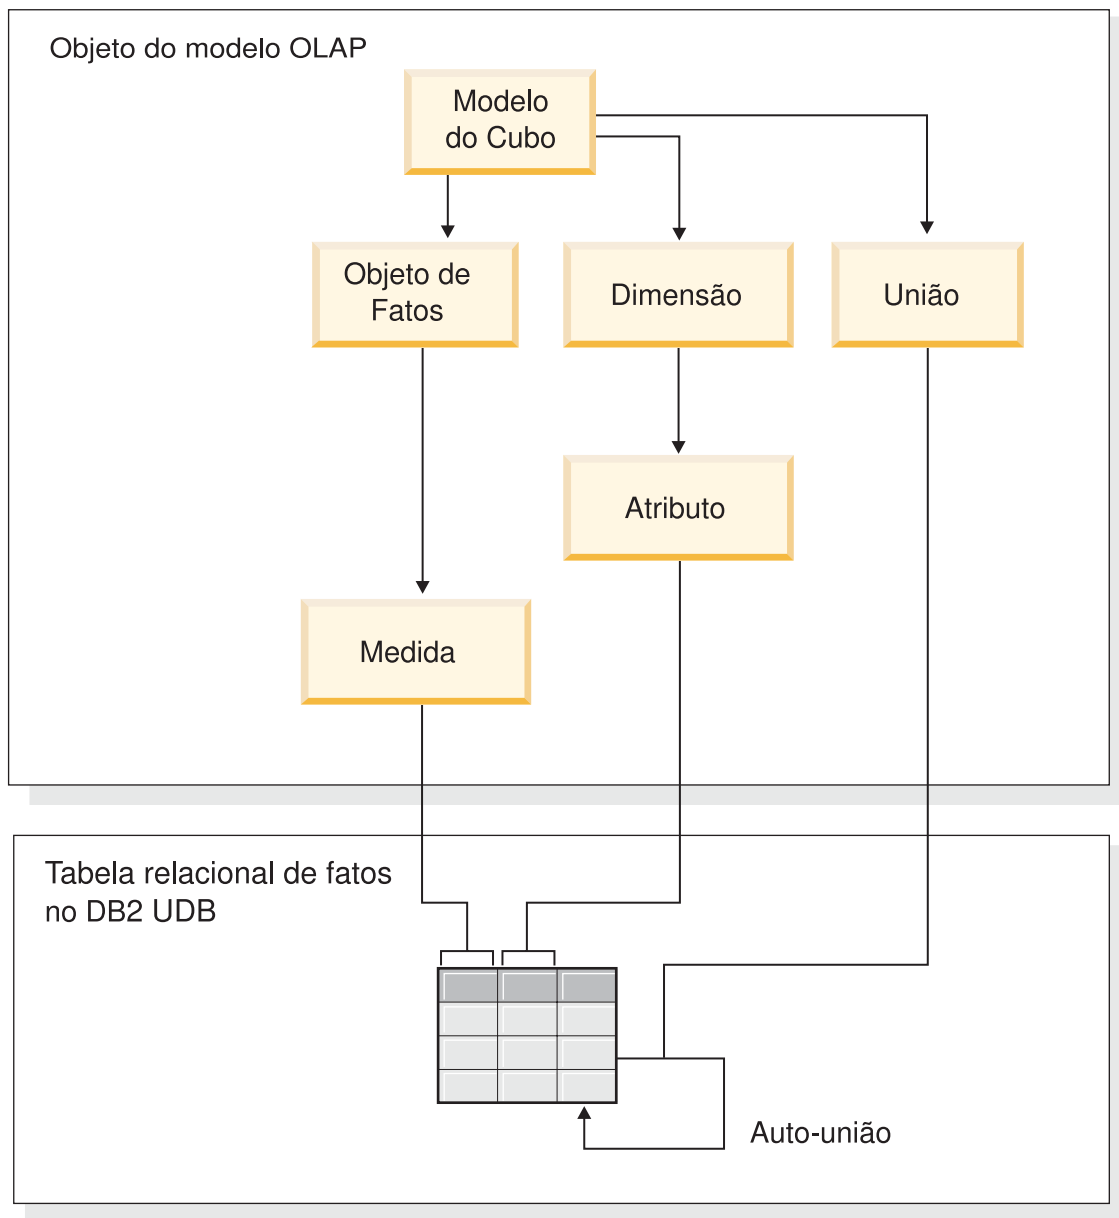 Objeto do modelo OLAP
Modelo
do Cubo
Objeto de
Fatos
Dimensão
União
Atributo
Medida
Tabela relacional de fatos
no DB2 UDB
Auto-união